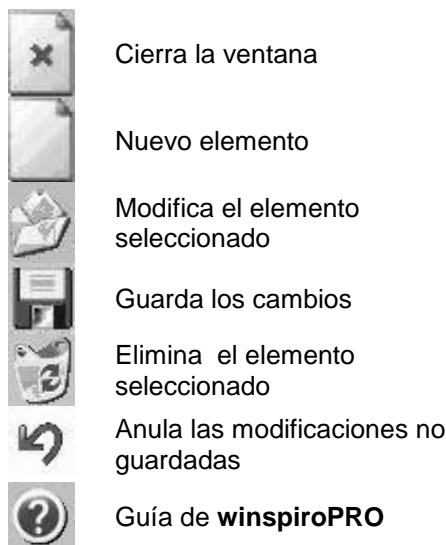 Cierra la ventana
Nuevo elemento
Modifica el elemento
seleccionado
Guarda los cambios
Elimina  el elemento
seleccionado
Anula las modificaciones no
guardadas
Guía de winspiroPRO